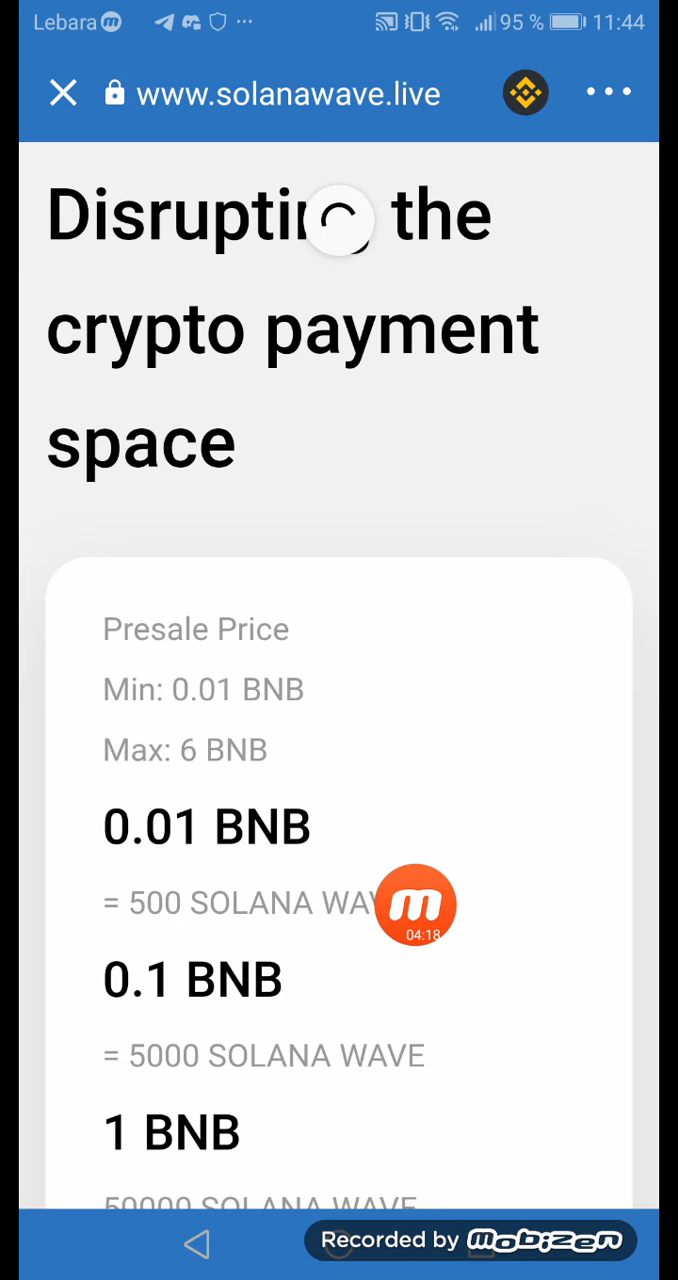 Lebara m ... 95 % 11:44
www.solanawave.live
Disrupting the
crypto payment
space
Presale Price
Min: 0.01 BNB
Max: 6 BNB
0.01 BNB
= 500 SOLANA WAV
m
04:18
0.1 BNB
= 5000 SOLANA WAVE
1 BNB
50000 SOLANA WAVE
Recorded by mobizen